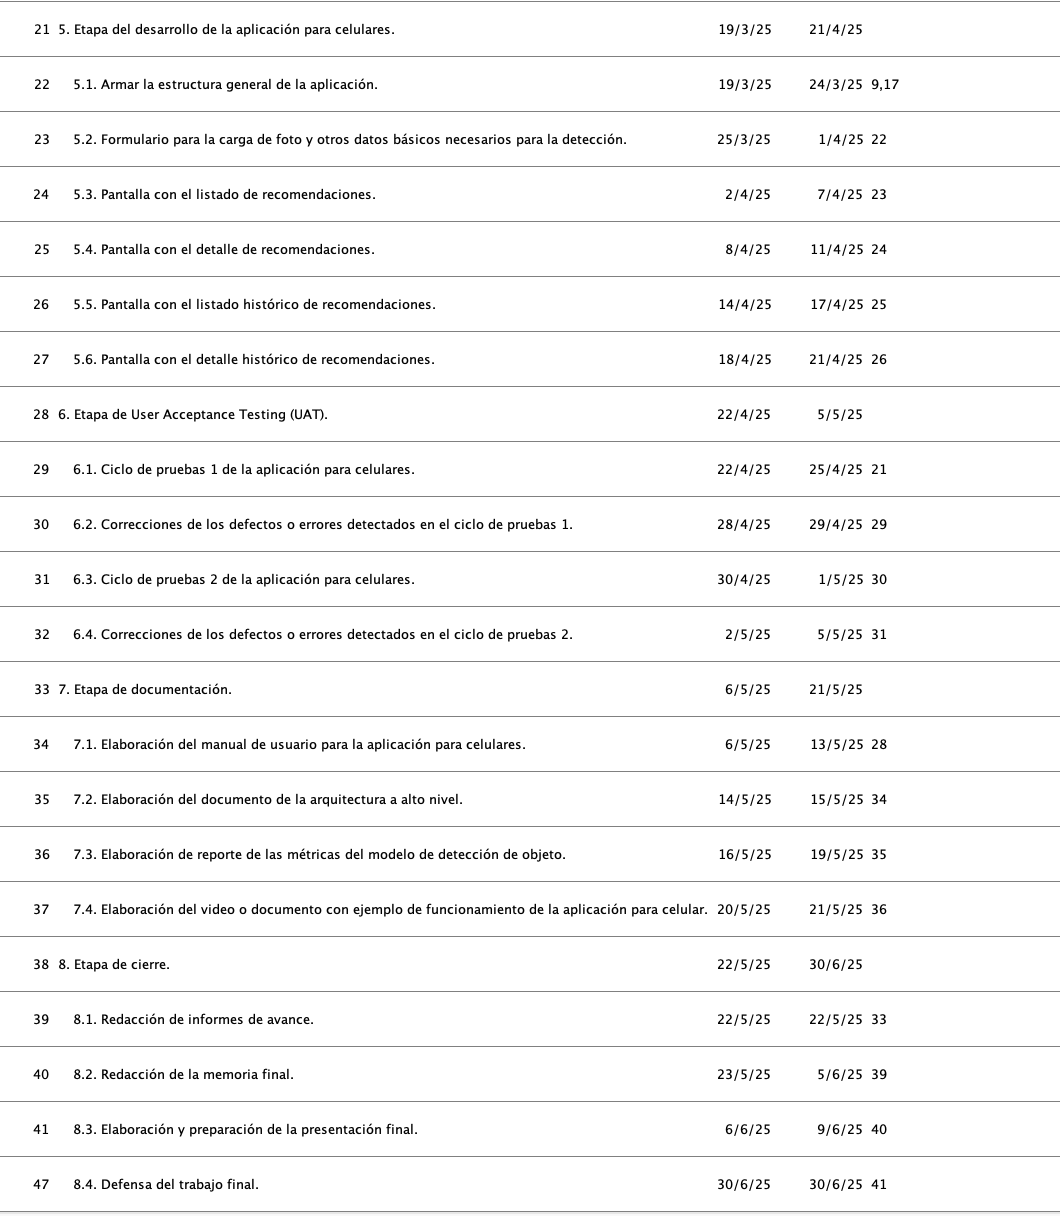 21 5. Etapa del desarrollo de la aplicación para celulares. 19/3/25 21/4/25
22 5.1. Armar la estructura general de la aplicación. 19/3/25 24/3/25 9,17
23 5.2. Formulario para la carga de foto y otros datos básicos necesarios para la detección. 25/3/25 1/4/25 22
24 5.3. Pantalla con el listado de recomendaciones. 2/4/25 7/4/25 23
25 5.4. Pantalla con el detalle de recomendaciones. 8/4/25 11/4/25 24
26 5.5. Pantalla con el listado histórico de recomendaciones. 14/4/25 17/4/25 25
27 5.6. Pantalla con el detalle histórico de recomendaciones. 18/4/25 21/4/25 26
28 6. Etapa de User Acceptance Testing (UAT). 22/4/25 5/5/25
29 6.1. Ciclo de pruebas 1 de la aplicación para celulares. 22/4/25 25/4/25 21
30 6.2. Correcciones de los defectos o errores detectados en el ciclo de pruebas 1. 28/4/25 29/4/25 29
31 6.3. Ciclo de pruebas 2 de la aplicación para celulares. 30/4/25 1/5/25 30
32 6.4. Correcciones de los defectos o errores detectados en el ciclo de pruebas 2. 2/5/25 5/5/25 31
33 7. Etapa de documentación. 6/5/25 21/5/25
34 7.1. Elaboración del manual de usuario para la aplicación para celulares. 6/5/25 13/5/25 28
35 7.2. Elaboración del documento de la arquitectura a alto nivel. 14/5/25 15/5/25 34
36 7.3. Elaboración de reporte de las métricas del modelo de detección de objeto. 16/5/25 19/5/25 35
37 7.4. Elaboración del video o documento con ejemplo de funcionamiento de la aplicación para celular. 20/5/25 21/5/25 36
38 8. Etapa de cierre. 22/5/25 30/6/25
39 8.1. Redacción de informes de avance. 22/5/25 22/5/25 33
40 8.2. Redacción de la memoria final. 23/5/25 5/6/25 39
41 8.3. Elaboración y preparación de la presentación final. 6/6/25 9/6/25 40
47 8.4. Defensa del trabajo final. 30/6/25 30/6/25 41